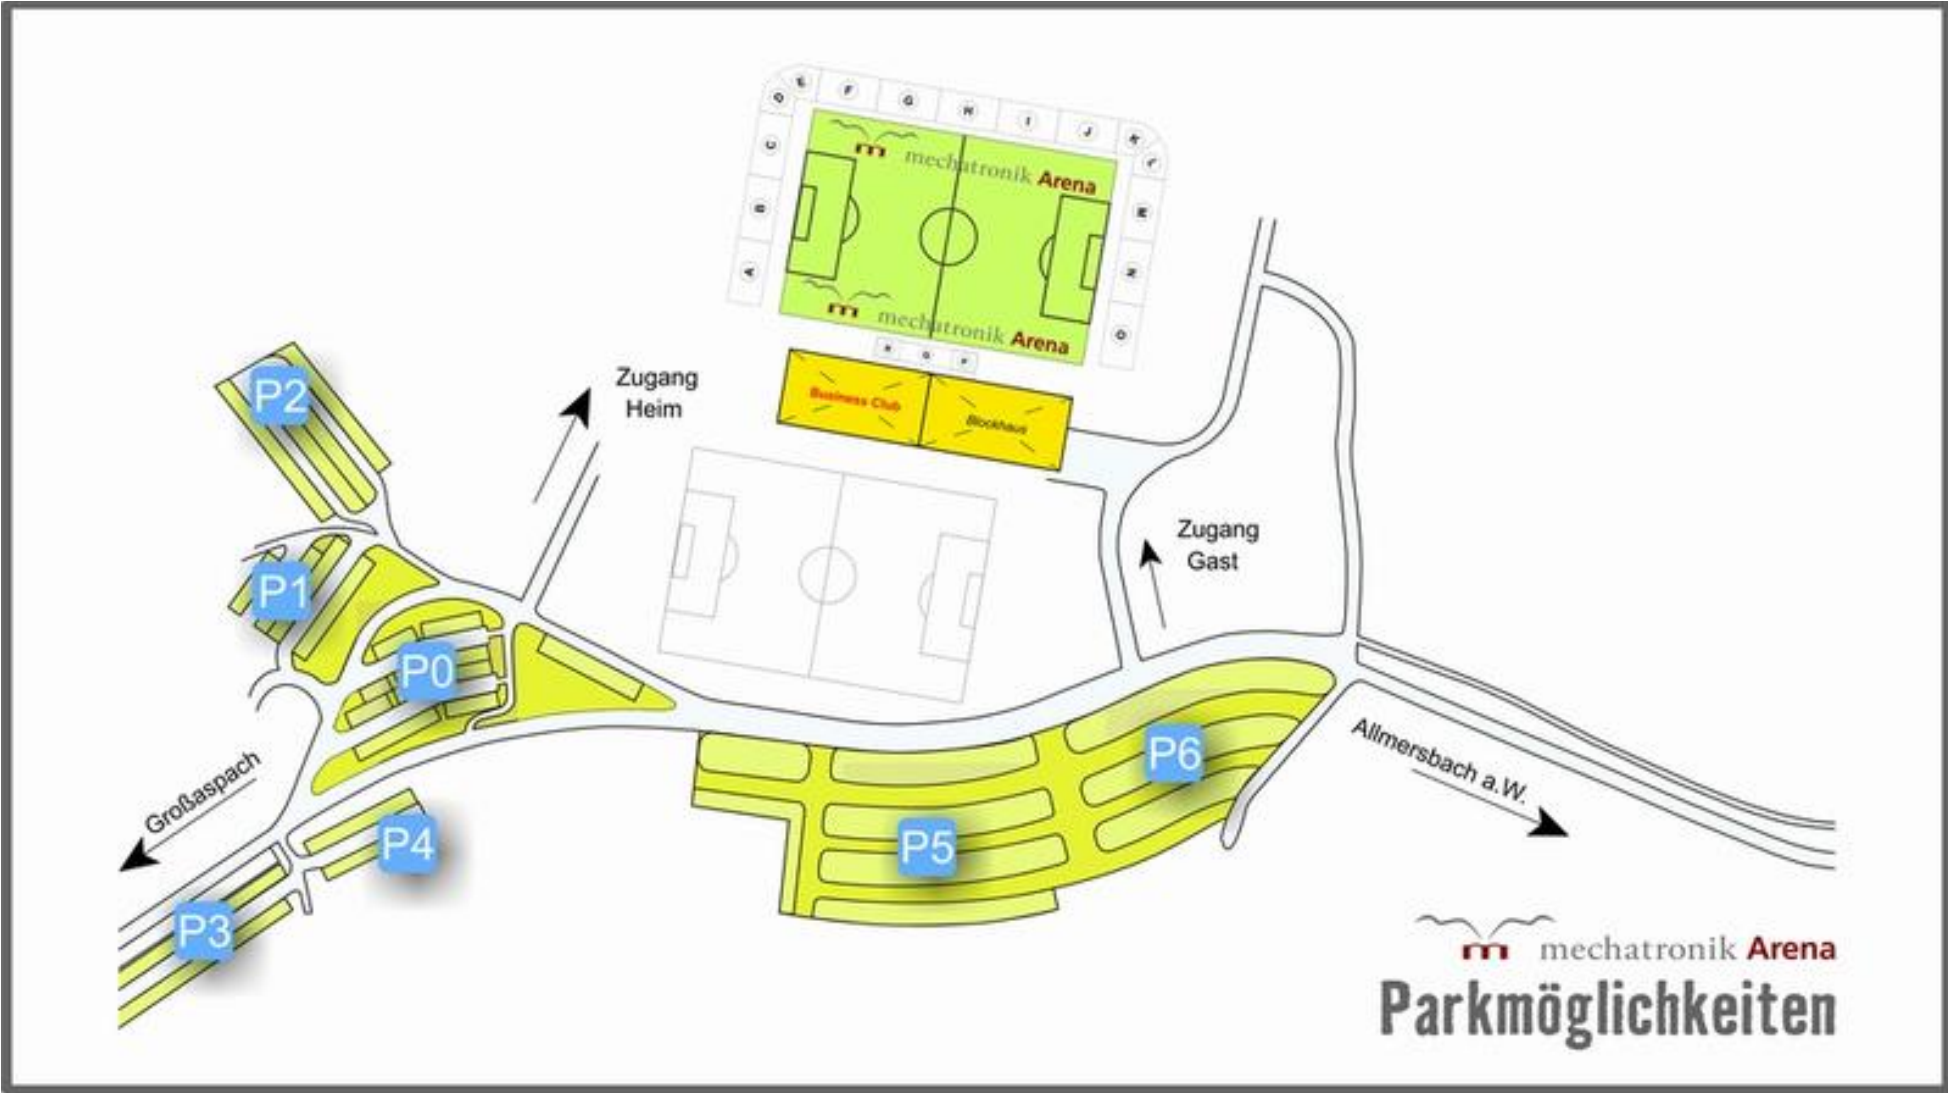 E
F
G
H
I
J
K
L
D
C
B
A
M
N
O
mechatronik Arena
mechatronik Arena
Business Club
Blockhaus
Zugang
Heim
Zugang
Gast
P2
P1
P0
P4
P3
P5
P6
Großaspach
Allmersbach a.W.
mechatronik Arena
Parkmöglichkeiten